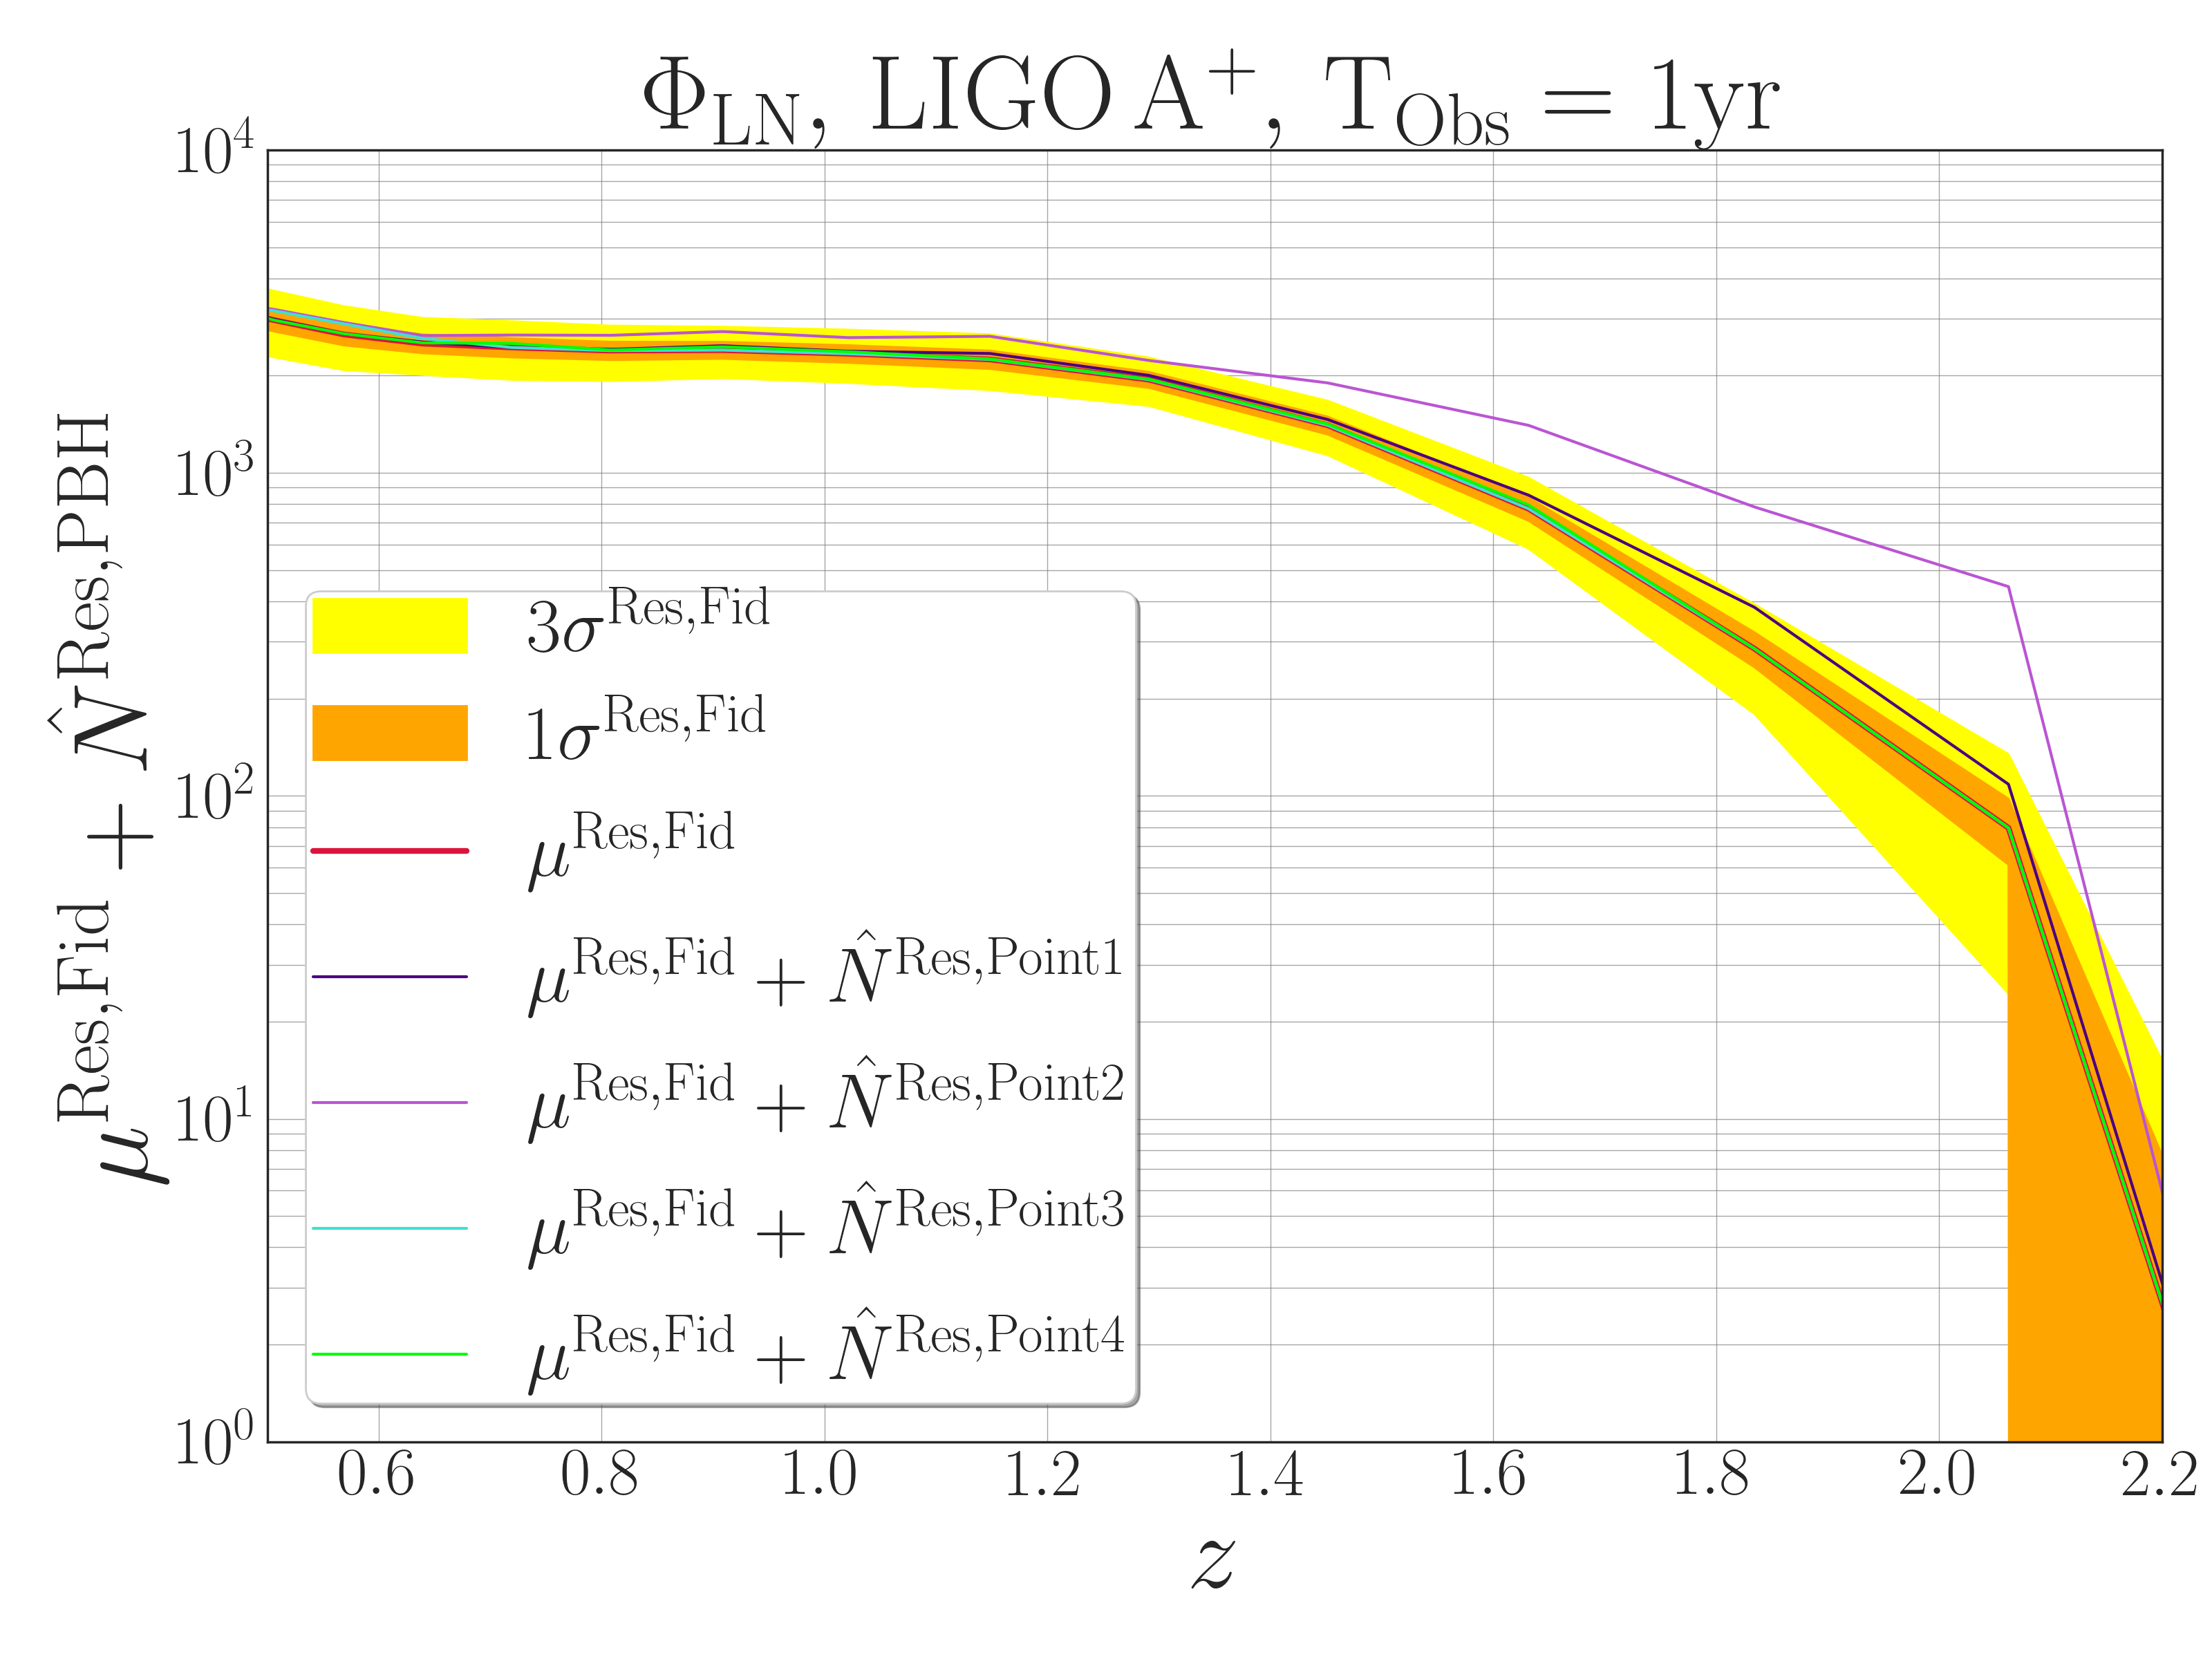 Φ_LN, LIGO A^+, T_Obs = 1yr
μ^Res,Fid + N̂^Res,PBH
10^4
10^3
10^2
10^1
10^0
3σ^Res,Fid
1σ^Res,Fid
μ^Res,Fid
μ^Res,Fid + N̂^Res,Point1
μ^Res,Fid + N̂^Res,Point2
μ^Res,Fid + N̂^Res,Point3
μ^Res,Fid + N̂^Res,Point4
0.6 0.8 1.0 1.2 1.4 1.6 1.8 2.0 2.2
z